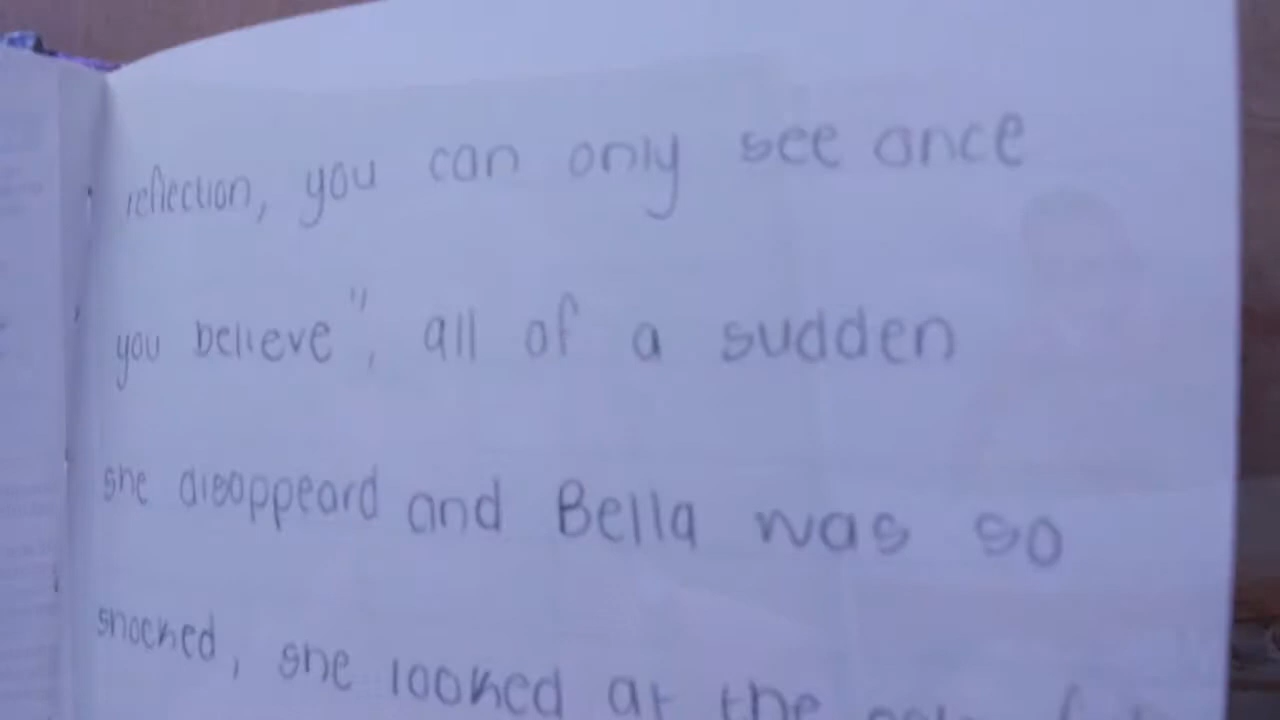 reflection, you can only see once
you believe", all of a sudden
she disappeard and Bella was so
shocked, she looked at the